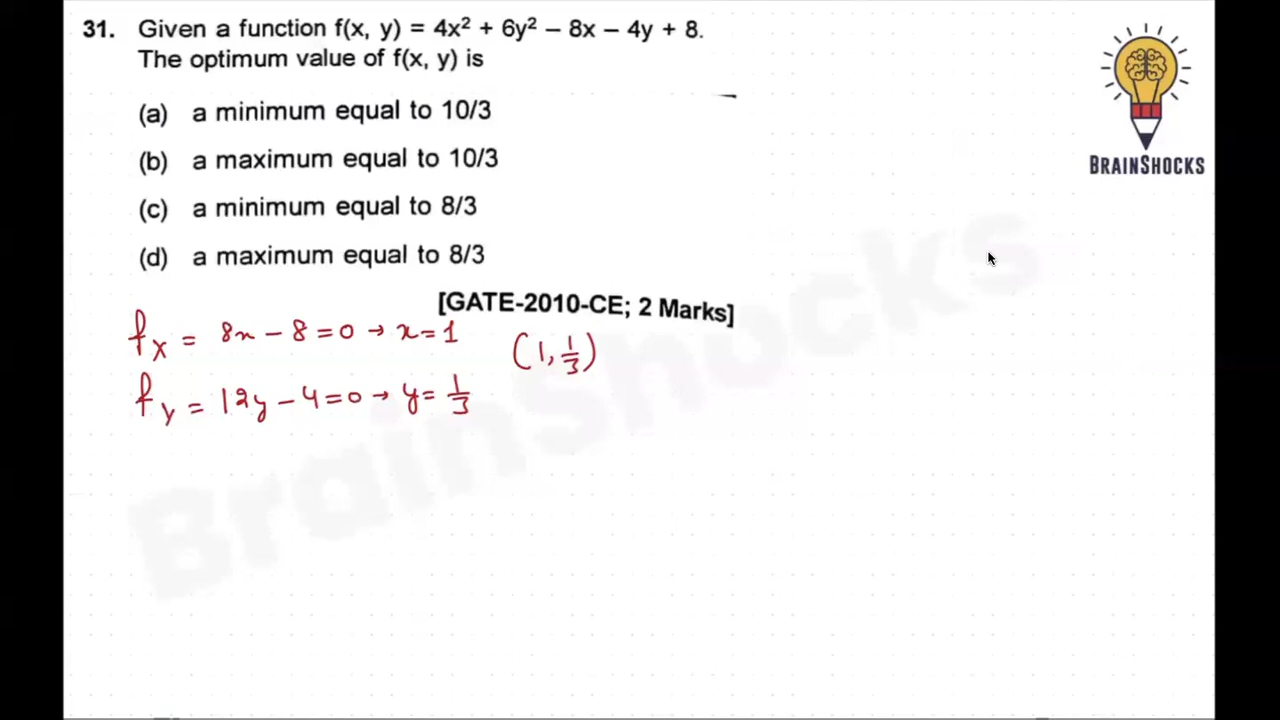 31. Given a function f(x, y) = 4x² + 6y² – 8x – 4y + 8.
The optimum value of f(x, y) is
(a) a minimum equal to 10/3
(b) a maximum equal to 10/3
(c) a minimum equal to 8/3
(d) a maximum equal to 8/3
[GATE-2010-CE; 2 Marks]
fx = 8x – 8 = 0 → x = 1 (1, 1/3)
fy = 12y – 4 = 0 → y = 1/3
BRAINSHOCKS
Brainshocks